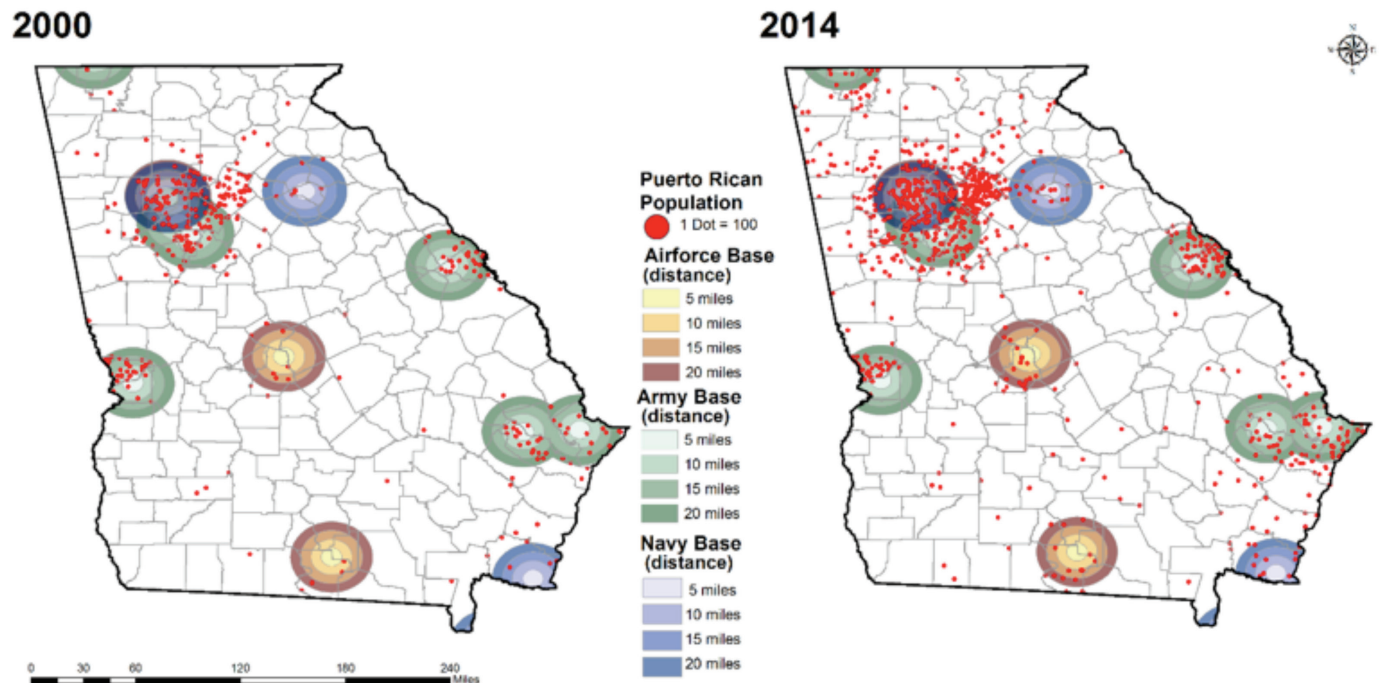 2000
2014
N
W
E
S
Puerto Rican
Population
1 Dot = 100
Airforce Base
(distance)
5 miles
10 miles
15 miles
20 miles
Army Base
(distance)
5 miles
10 miles
15 miles
20 miles
Navy Base
(distance)
5 miles
10 miles
15 miles
20 miles
0 30 60 120 180 240
Miles